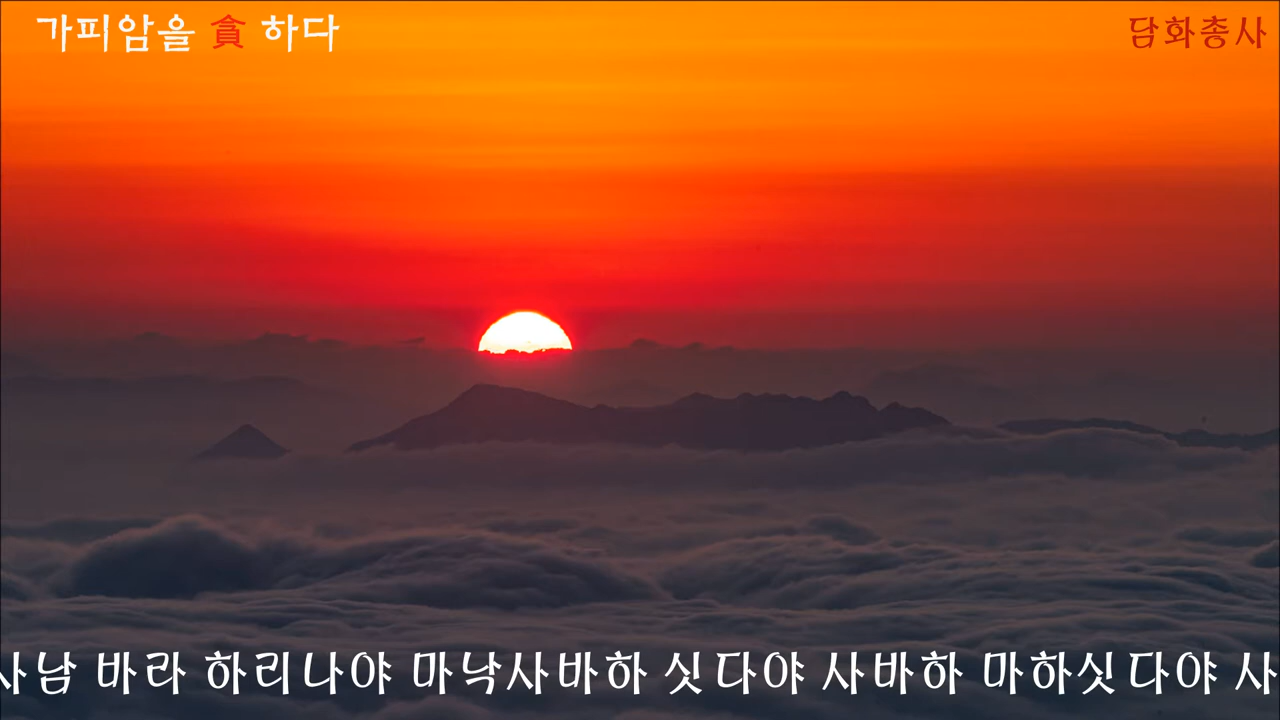 가피암을 貪 하다
담화총사
사남 바라 하리나야 마낙사바하 싯다야 사바하 마하싯다야 사